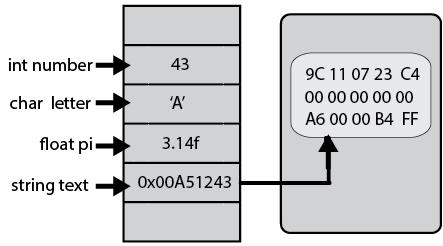 int number
43
char letter
'A'
float pi
3.14f
string text
0x00A51243
9C 11 07 23 C4
00 00 00 00 00
A6 00 00 B4 FF